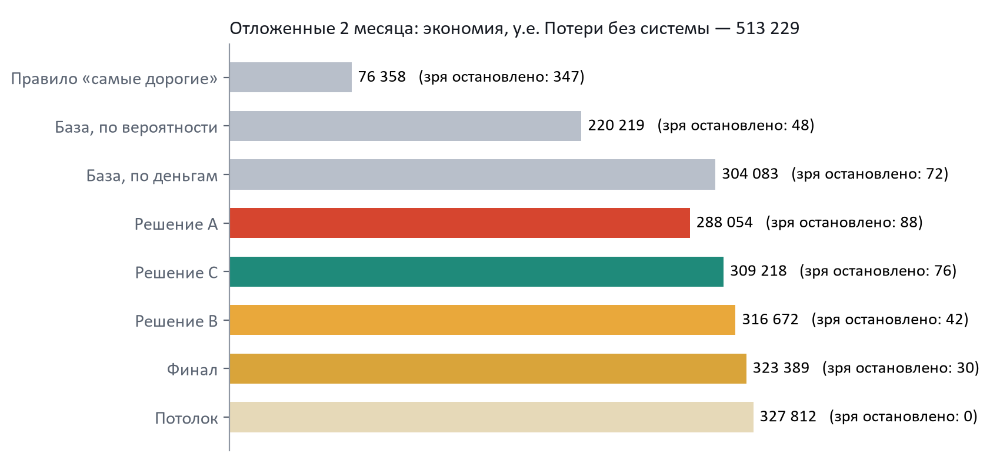 Отложенные 2 месяца: экономия, у.е. Потери без системы — 513 229
Правило «самые дорогие» 76 358 (зря остановлено: 347)
База, по вероятности 220 219 (зря остановлено: 48)
База, по деньгам 304 083 (зря остановлено: 72)
Решение A 288 054 (зря остановлено: 88)
Решение C 309 218 (зря остановлено: 76)
Решение B 316 672 (зря остановлено: 42)
Финал 323 389 (зря остановлено: 30)
Потолок 327 812 (зря остановлено: 0)